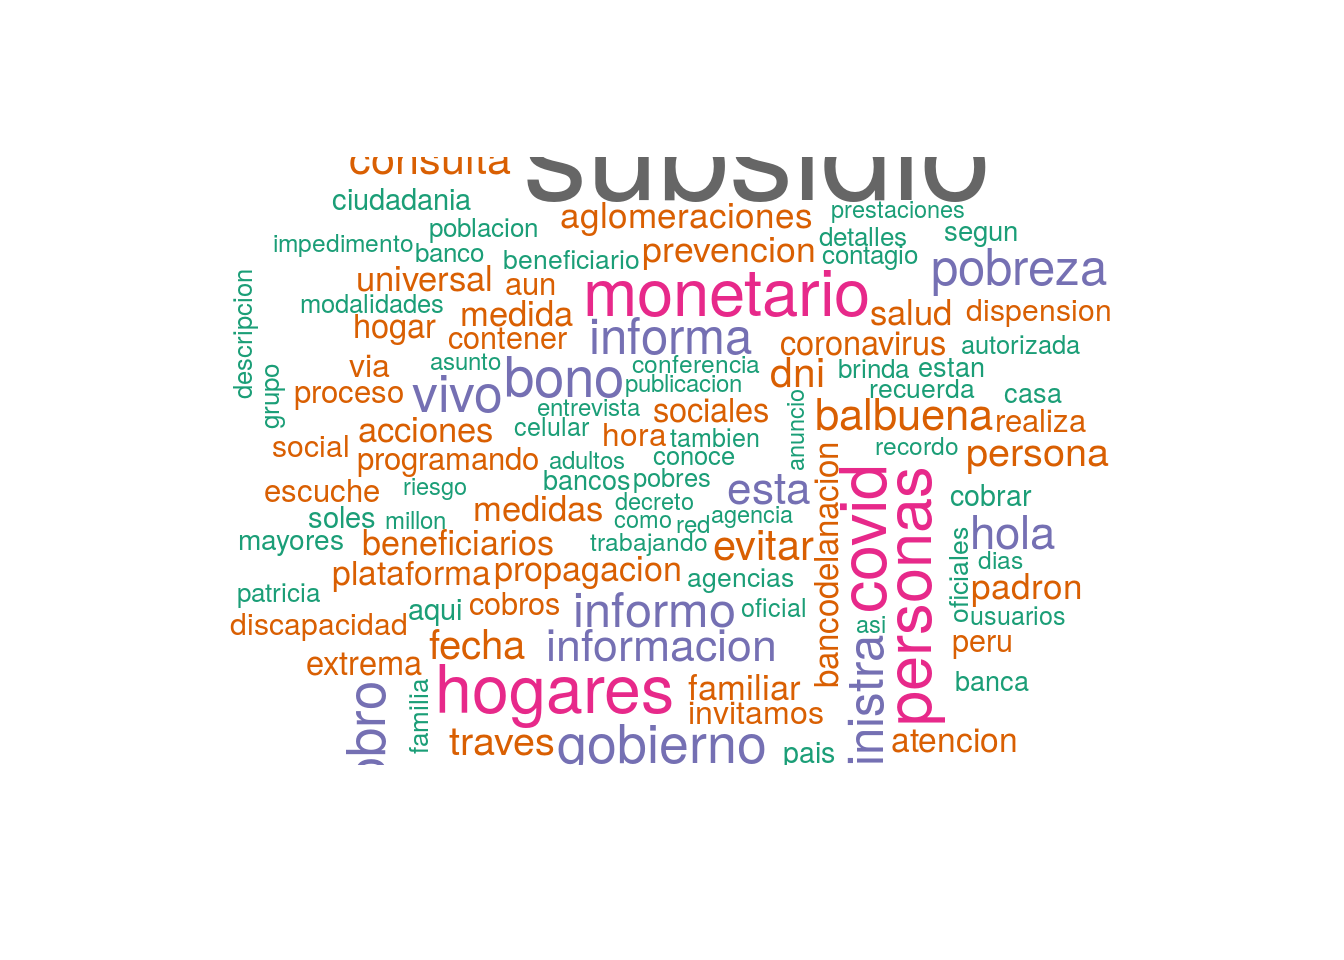 consulta subsidio
ciudadania
aglomeraciones prestaciones
poblacion detalles segun
impedimento banco beneficiario prevencion contagio
universal aun monetario pobreza
descripcion modalidades medida salud dispension
hogar contener informa coronavirus autorizada
via asunto conferencia dni brinda estan
grupo proceso vivo bono publicacion recuerda casa
entrevista sociales anuncio balbuena realiza
acciones celular hora tambien
social programando adultos conoce recordo persona
escuche riesgo bancos pobres esta bancodelanacion covid personas cobrar
soles millon medidas decreto como red agencia
mayores beneficiarios trabajando evitar oficiales hola
plataforma propagacion agencias dias padron
patricia aqui cobros informo oficial asi usuarios
discapacidad fecha informacion peru
extrema hogares familiar banca
familia invitamos
traves gobierno pais atencion